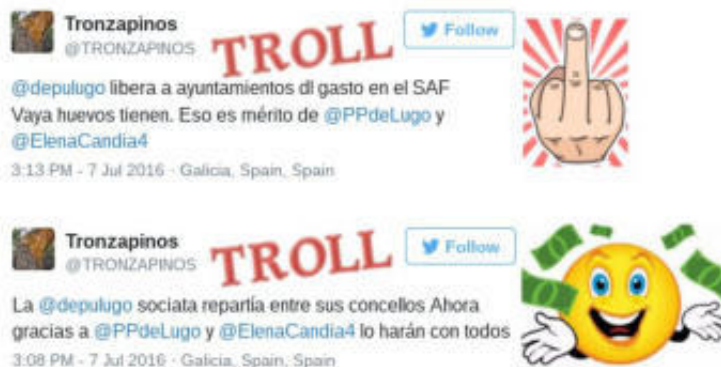 Tronzapinos
@TRONZAPINOS
TROLL
Follow
@depulugo libera a ayuntamientos dl gasto en el SAF
Vaya huevos tienen. Eso es mérito de @PPdeLugo y
@ElenaCandia4
3:13 PM - 7 Jul 2016 · Galicia, Spain, Spain
Tronzapinos
@TRONZAPINOS
TROLL
Follow
La @depulugo sociata repartía entre sus concellos Ahora
gracias a @PPdeLugo y @ElenaCandia4 lo harán con todos
3:08 PM - 7 Jul 2016 · Galicia, Spain, Spain